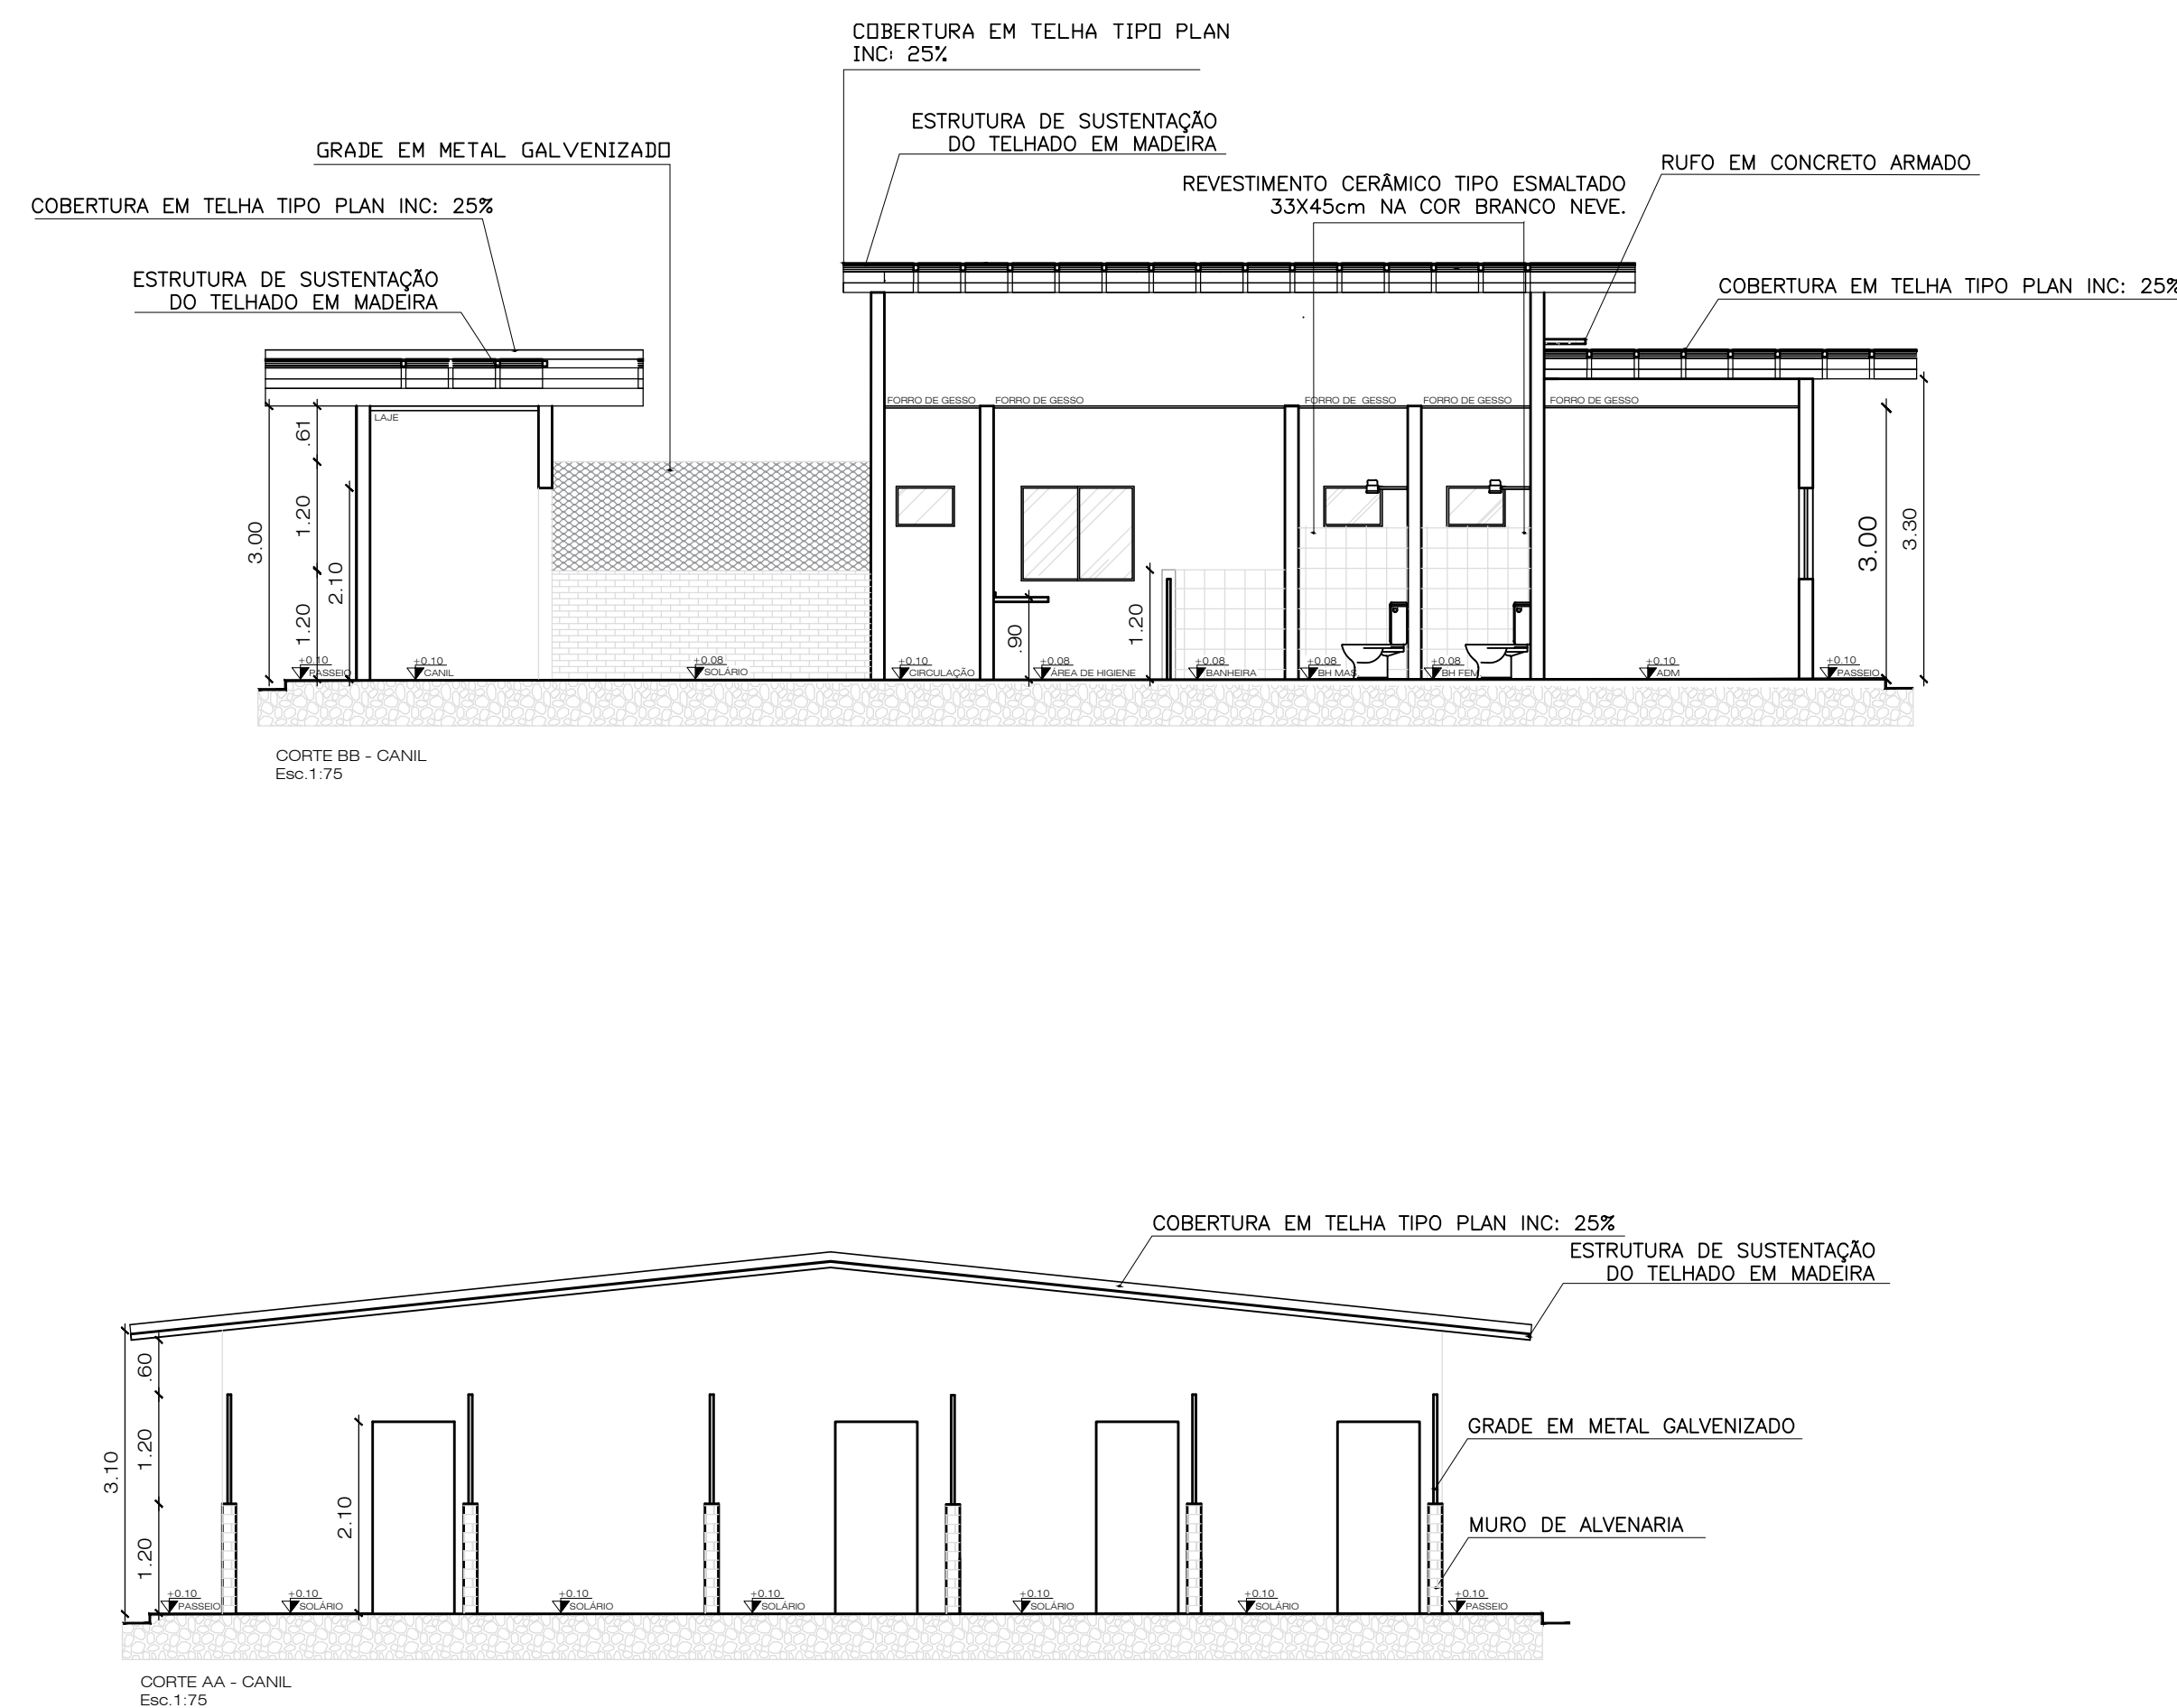 COBERTURA EM TELHA TIPO PLAN
INC: 25%
ESTRUTURA DE SUSTENTAÇÃO
DO TELHADO EM MADEIRA
GRADE EM METAL GALVENIZADO
RUFO EM CONCRETO ARMADO
REVESTIMENTO CERÂMICO TIPO ESMALTADO
33X45cm NA COR BRANCO NEVE.
COBERTURA EM TELHA TIPO PLAN INC: 25%
ESTRUTURA DE SUSTENTAÇÃO
DO TELHADO EM MADEIRA
COBERTURA EM TELHA TIPO PLAN INC: 25%
FORRO DE GESSO
FORRO DE GESSO
FORRO DE GESSO
FORRO DE GESSO
FORRO DE GESSO
LAJE
3.00
.61
1.20
1.20
2.10
.90
1.20
3.00
3.30
+0.10
PASSEIO
+0.10
CANIL
+0.08
SOLÁRIO
+0.10
CIRCULAÇÃO
+0.08
ÁREA DE HIGIENE
+0.08
BANHEIRA
+0.08
BH MAS
+0.08
BH FEM
+0.10
ADM
+0.10
PASSEIO
CORTE BB - CANIL
Esc.1:75
COBERTURA EM TELHA TIPO PLAN INC: 25%
ESTRUTURA DE SUSTENTAÇÃO
DO TELHADO EM MADEIRA
GRADE EM METAL GALVENIZADO
MURO DE ALVENARIA
3.10
.60
1.20
1.20
2.10
+0.10
PASSEIO
+0.10
SOLÁRIO
+0.10
SOLÁRIO
+0.10
SOLÁRIO
+0.10
SOLÁRIO
+0.10
SOLÁRIO
+0.10
PASSEIO
CORTE AA - CANIL
Esc.1:75